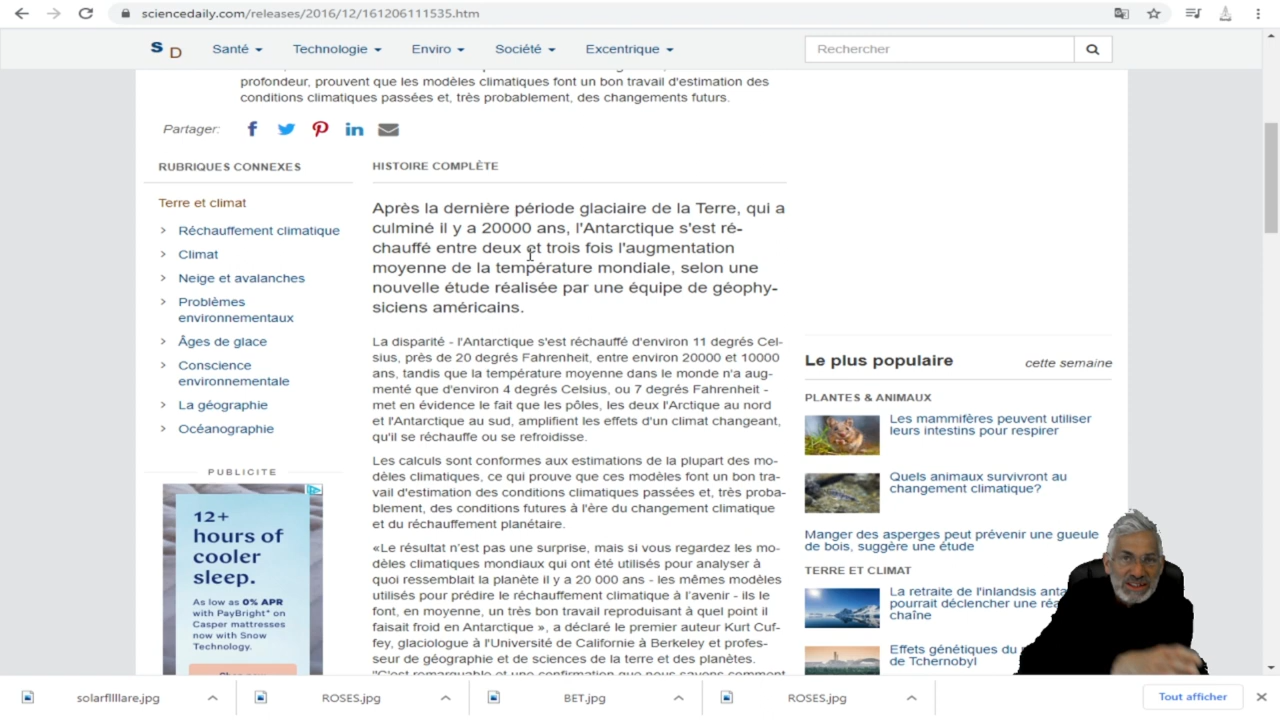 sciencedaily.com/releases/2016/12/161206111535.htm
S D
Santé
Technologie
Enviro
Société
Excentrique
Rechercher
profondeur, prouvent que les modèles climatiques font un bon travail d'estimation des
conditions climatiques passées et, très probablement, des changements futurs.
Partager:
RUBRIQUES CONNEXES
Terre et climat
Réchauffement climatique
Climat
Neige et avalanches
Problèmes
environnementaux
Âges de glace
Conscience
environnementale
La géographie
Océanographie
PUBLICITE
12+
hours of
cooler
sleep.
As low as 0% APR
with PayBright* on
Casper mattresses
now with Snow
Technology.
HISTOIRE COMPLÈTE
Après la dernière période glaciaire de la Terre, qui a
culminé il y a 20000 ans, l'Antarctique s'est ré-
chauffé entre deux et trois fois l'augmentation
moyenne de la température mondiale, selon une
nouvelle étude réalisée par une équipe de géophy-
siciens américains.
La disparité - l'Antarctique s'est réchauffé d'environ 11 degrés Cel-
sius, près de 20 degrés Fahrenheit, entre environ 20000 et 10000
ans, tandis que la température moyenne dans le monde n'a aug-
menté que d'environ 4 degrés Celsius, ou 7 degrés Fahrenheit -
met en évidence le fait que les pôles, les deux l'Arctique au nord
et l'Antarctique au sud, amplifient les effets d'un climat changeant,
qu'il se réchauffe ou se refroidisse.
Les calculs sont conformes aux estimations de la plupart des mo-
dèles climatiques, ce qui prouve que ces modèles font un bon tra-
vail d'estimation des conditions climatiques passées et, très proba-
blement, des conditions futures à l'ère du changement climatique
et du réchauffement planétaire.
«Le résultat n'est pas une surprise, mais si vous regardez les mo-
dèles climatiques mondiaux qui ont été utilisés pour analyser à
quoi ressemblait la planète il y a 20 000 ans - les mêmes modèles
utilisés pour prédire le réchauffement climatique à l'avenir - ils le
font, en moyenne, un très bon travail reproduisant à quel point il
faisait froid en Antarctique », a déclaré le premier auteur Kurt Cuf-
fey, glaciologue à l'Université de Californie à Berkeley et profes-
seur de géographie et de sciences de la terre et des planètes.
"C'est remarquable et une confirmation que nous savons comment
Le plus populaire
cette semaine
PLANTES & ANIMAUX
Les mammifères peuvent utiliser
leurs intestins pour respirer
Quels animaux survivront au
changement climatique?
Manger des asperges peut prévenir une gueule
de bois, suggère une étude
TERRE ET CLIMAT
La retraite de l'inlandsis
pourrait déclencher une
chaîne
Effets génétiques du
de Tchernobyl
solarfllllare.jpg
ROSES.jpg
BET.jpg
ROSES.jpg
Tout afficher